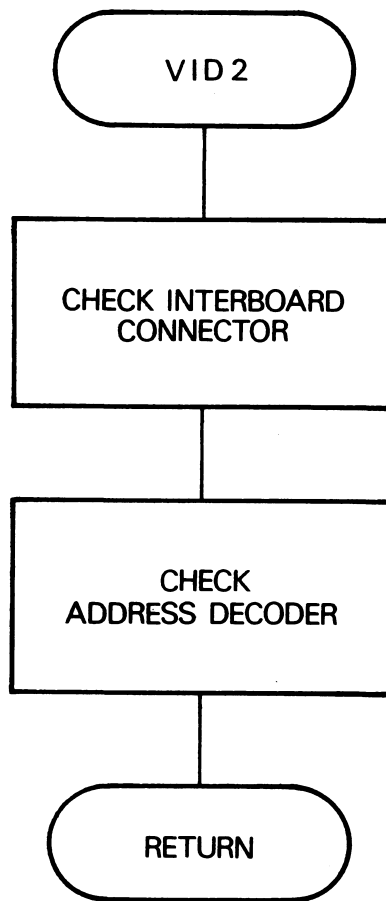 VID2
CHECK INTERBOARD
CONNECTOR
CHECK
ADDRESS DECODER
RETURN